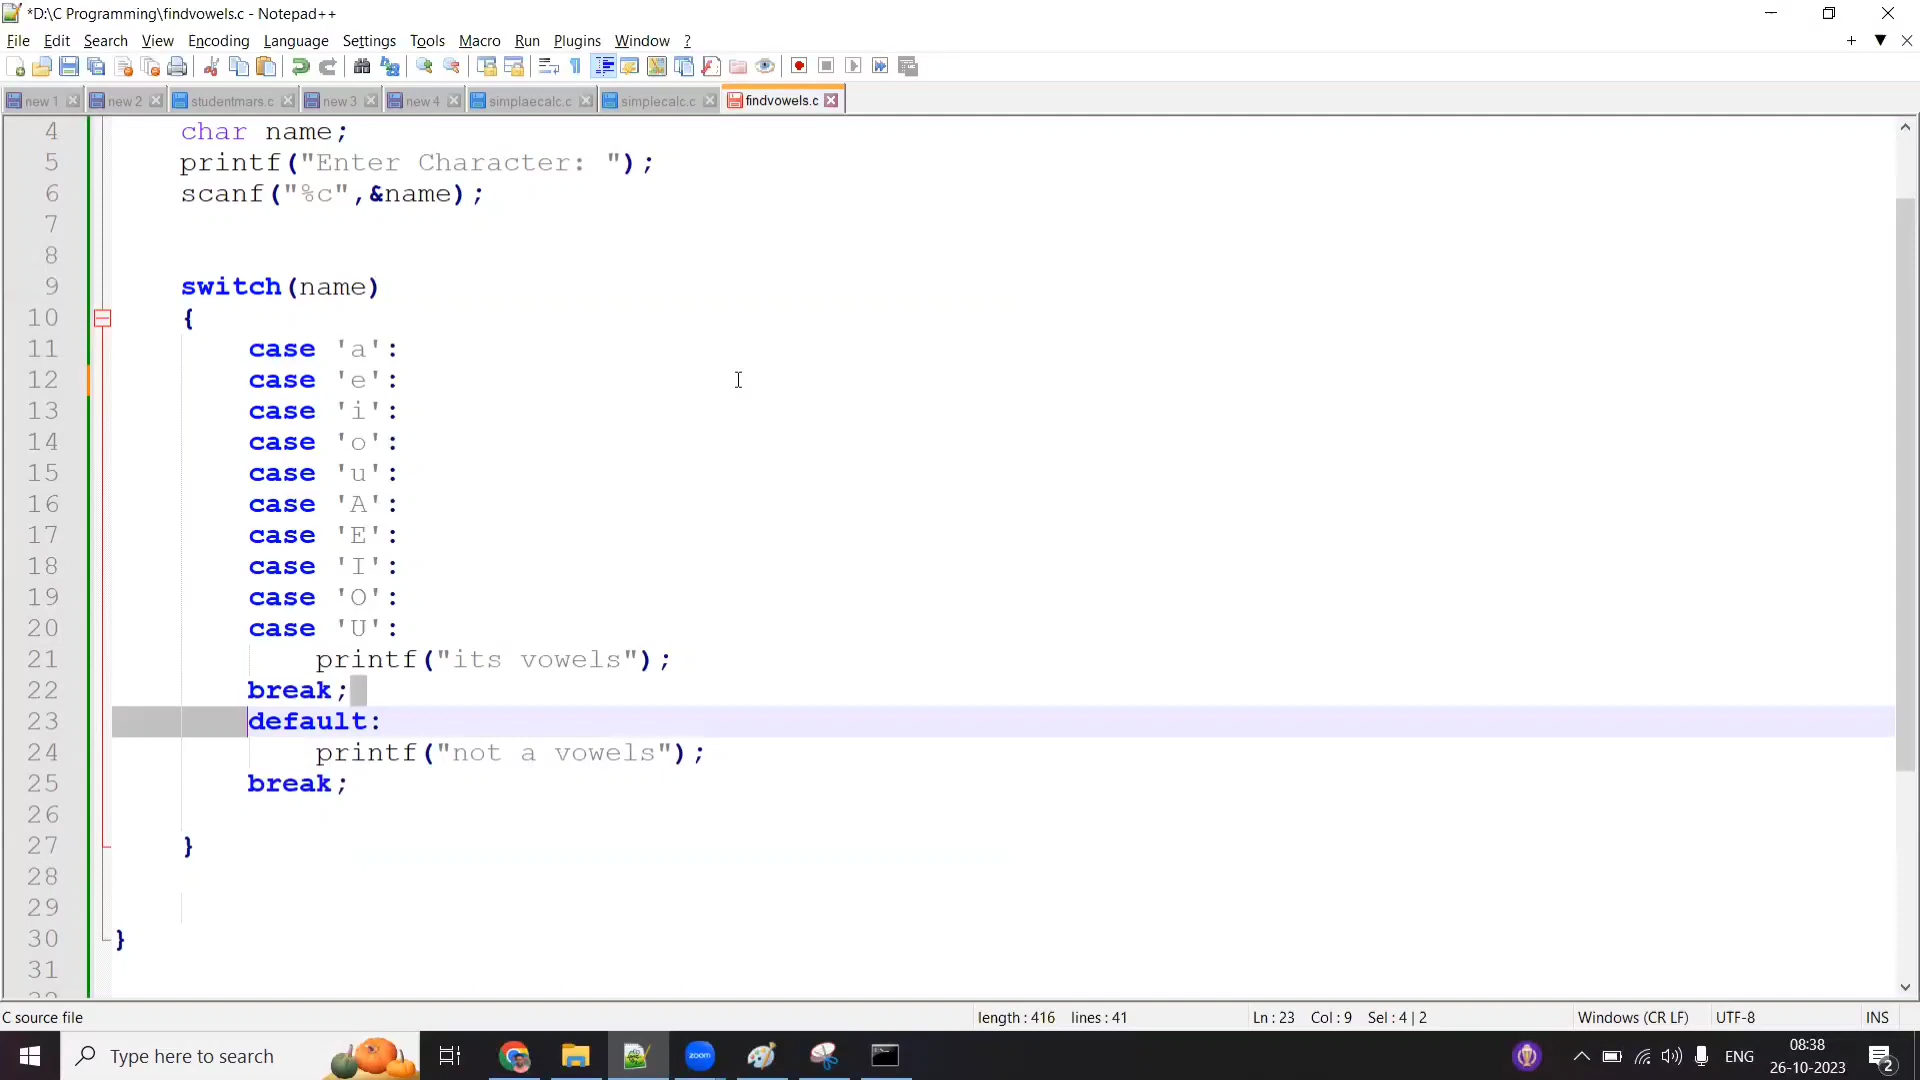 *D:\C Programming\findvowels.c - Notepad++
File Edit Search View Encoding Language Settings Tools Macro Run Plugins Window ?
new 1 new 2 studentmars.c new 3 new 4 simplaecalc.c simplecalc.c findvowels.c
4 char name;
5 printf("Enter Character: ");
6 scanf("%c",&name);
7
8
9 switch(name)
10 {
11 case 'a':
12 case 'e':
13 case 'i':
14 case 'o':
15 case 'u':
16 case 'A':
17 case 'E':
18 case 'I':
19 case 'O':
20 case 'U':
21 printf("its vowels");
22 break;
23 default:
24 printf("not a vowels");
25 break;
26
27 }
28
29
30 }
31
C source file length : 416 lines : 41 Ln : 23 Col : 9 Sel : 4 | 2 Windows (CR LF) UTF-8 INS
Type here to search zoom ENG 08:38
26-10-2023 2